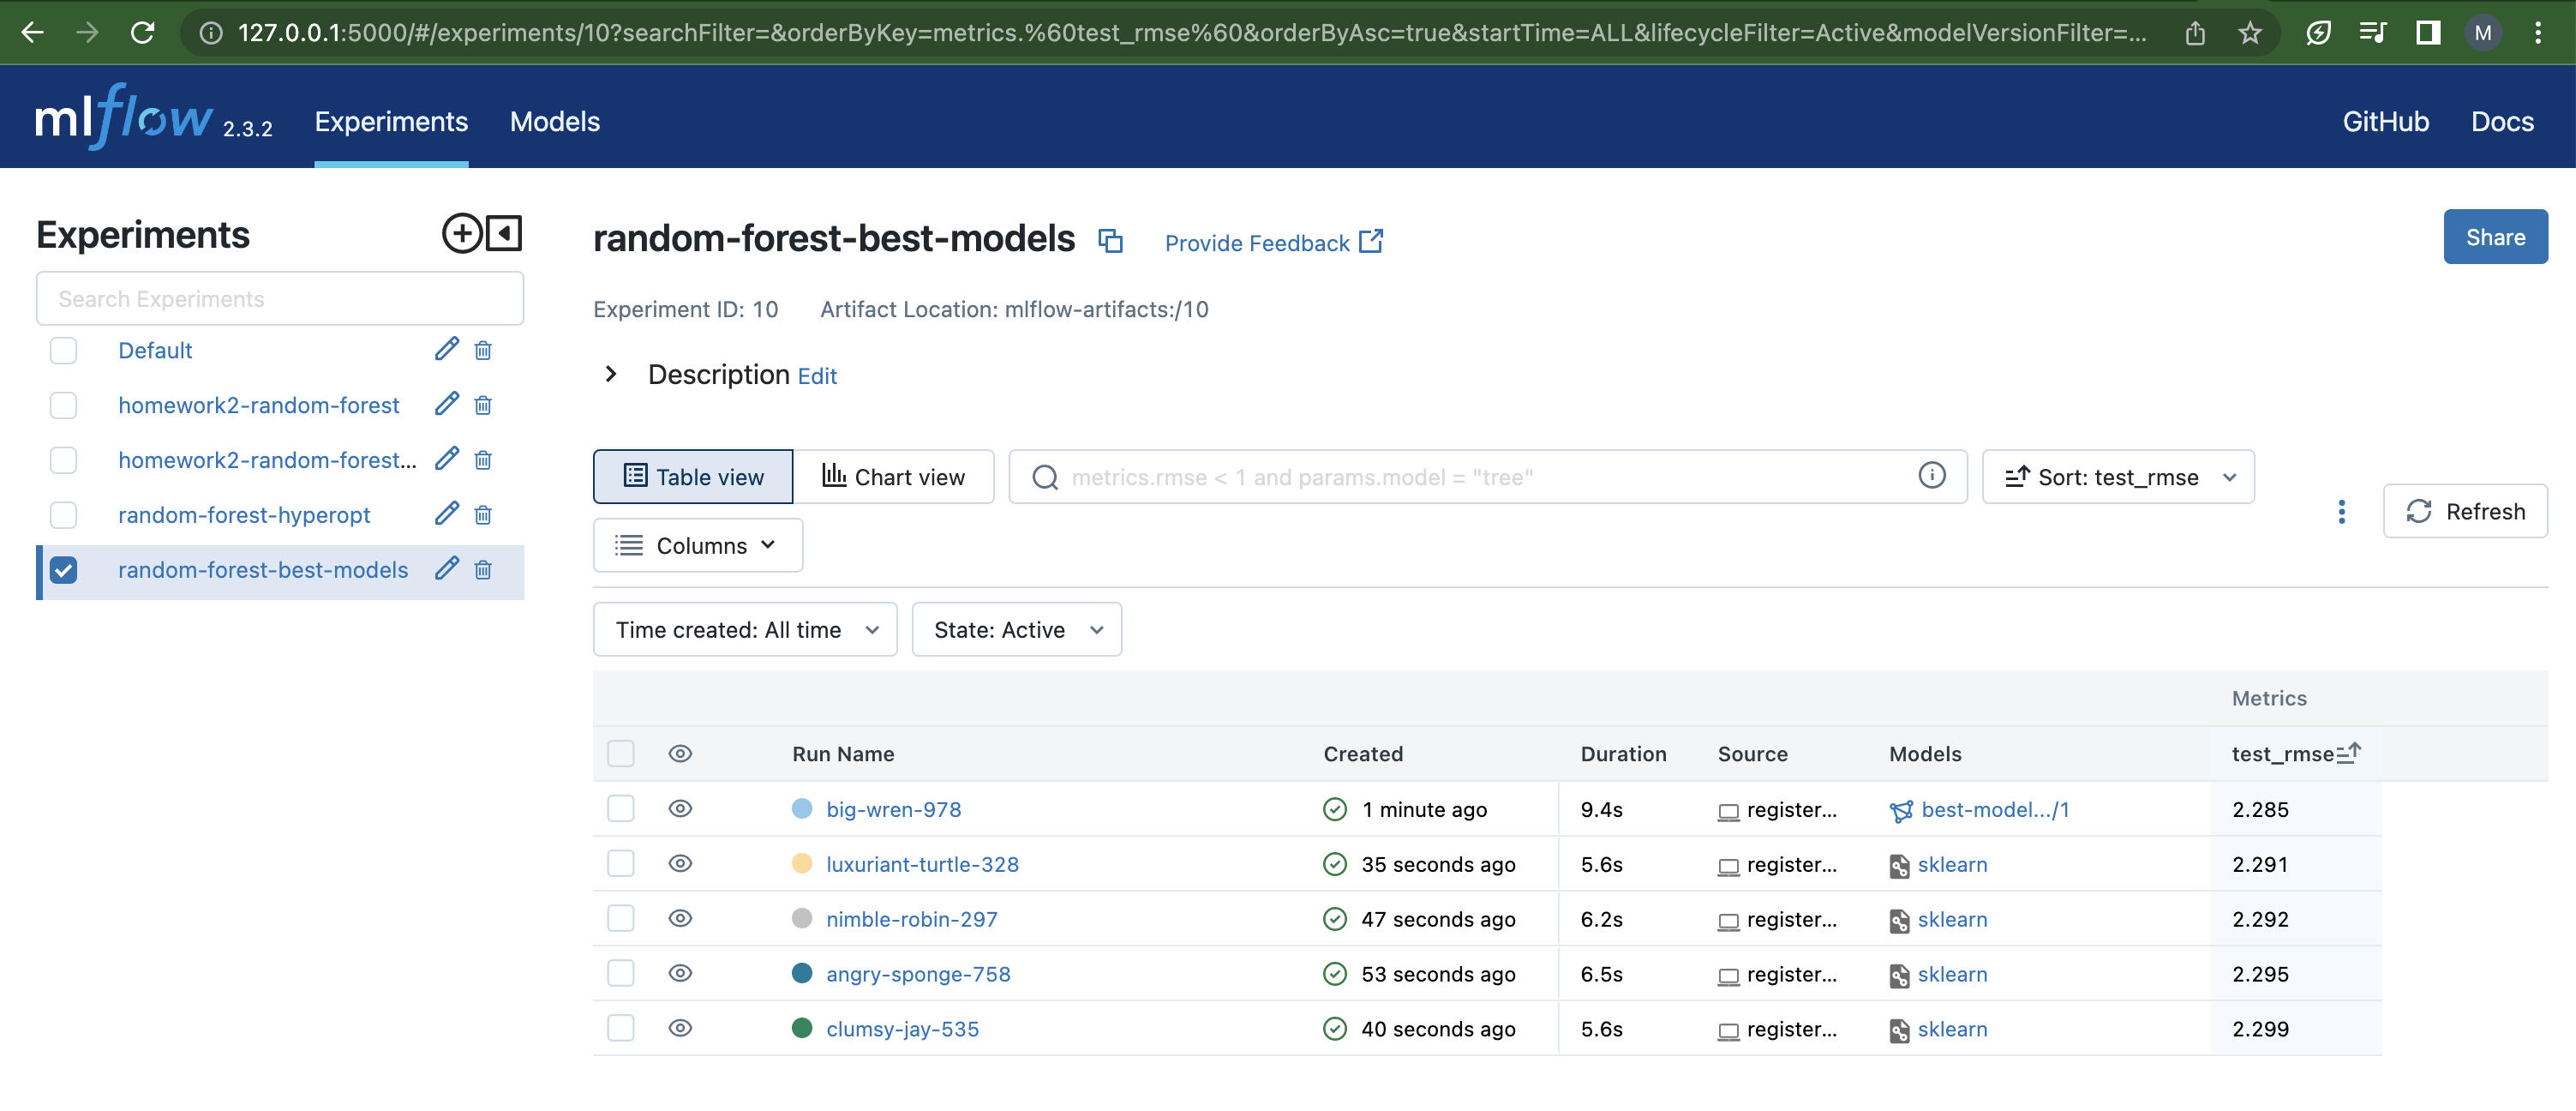 127.0.0.1:5000/#/experiments/10?searchFilter=&orderByKey=metrics.%60test_rmse%60&orderByAsc=true&startTime=ALL&lifecycleFilter=Active&modelVersionFilter=...
M
mlflow 2.3.2
Experiments
Models
GitHub
Docs
Experiments
Search Experiments
Default
homework2-random-forest
homework2-random-forest...
random-forest-hyperopt
random-forest-best-models
random-forest-best-models
Provide Feedback
Share
Experiment ID: 10
Artifact Location: mlflow-artifacts:/10
Description Edit
Table view
Chart view
metrics.rmse < 1 and params.model = "tree"
Sort: test_rmse
Refresh
Columns
Time created: All time
State: Active
Metrics
Run Name Created Duration Source Models test_rmse
big-wren-978 1 minute ago 9.4s register... best-model.../1 2.285
luxuriant-turtle-328 35 seconds ago 5.6s register... sklearn 2.291
nimble-robin-297 47 seconds ago 6.2s register... sklearn 2.292
angry-sponge-758 53 seconds ago 6.5s register... sklearn 2.295
clumsy-jay-535 40 seconds ago 5.6s register... sklearn 2.299